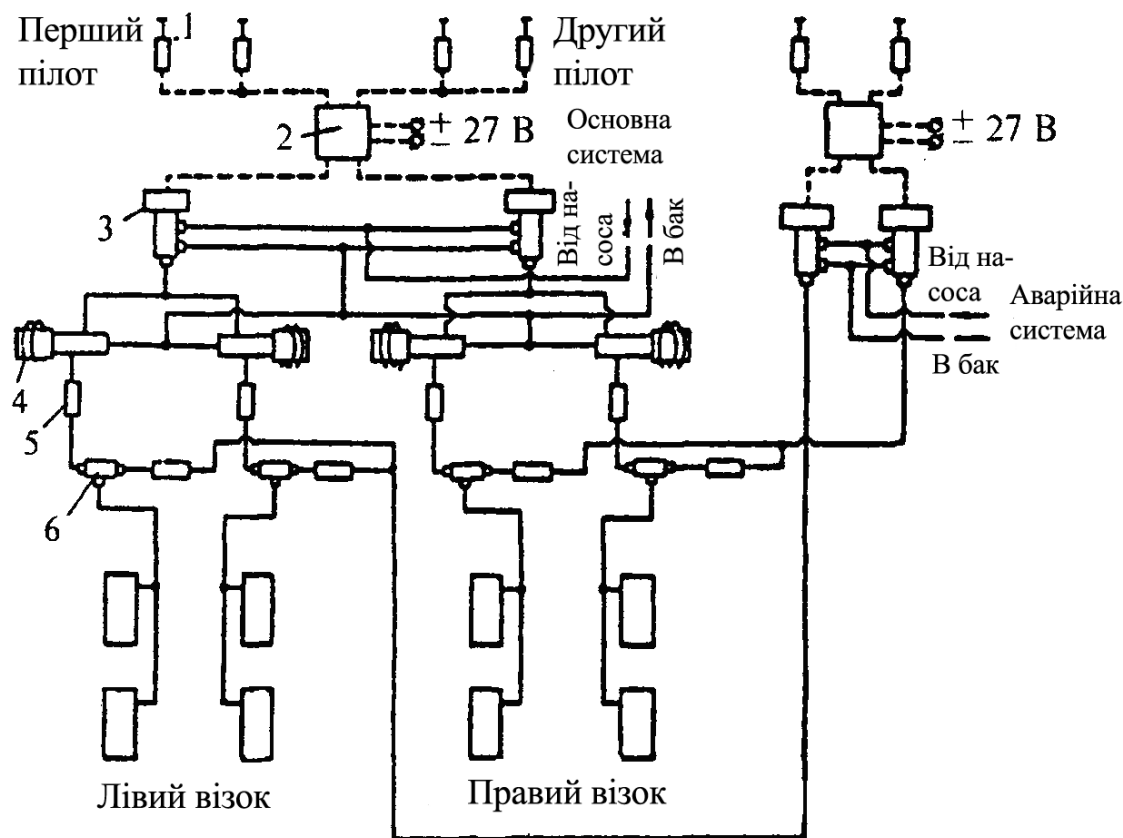 Перший
пілот
.1
Другий
пілот
2
+
− 27 В
Основна
система
+
− 27 В
3
Від на-
соса
В бак
Від на-
соса
Аварійна
система
В бак
4
5
6
Лівий візок
Правий візок